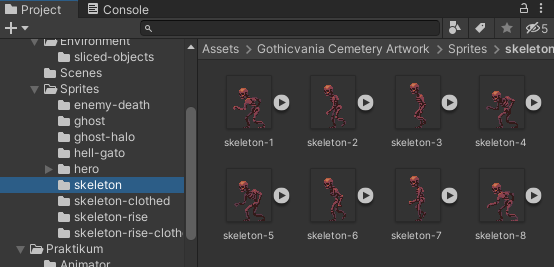 Project
Console
5
Assets > Gothicvania Cemetery Artwork > Sprites > skeleton
Environment
sliced-objects
Scenes
Sprites
enemy-death
ghost
ghost-halo
hell-gato
hero
skeleton
skeleton-clothed
skeleton-rise
skeleton-rise-cloth
Praktikum
Animator
skeleton-1 skeleton-2 skeleton-3 skeleton-4
skeleton-5 skeleton-6 skeleton-7 skeleton-8